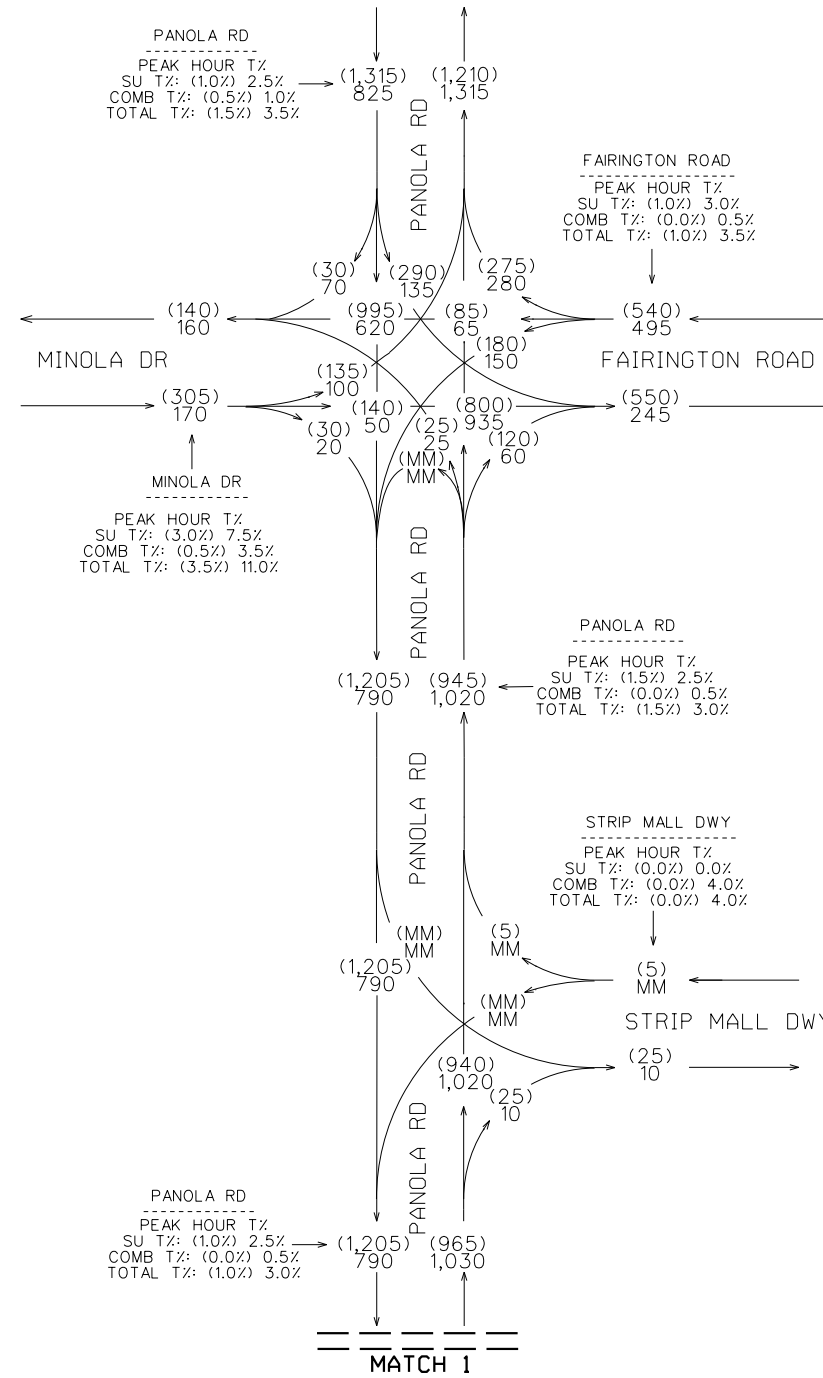 PANOLA RD
PEAK HOUR T%
SU T%: (1.0%) 2.5%
COMB T%: (0.5%) 1.0%
TOTAL T%: (1.5%) 3.5%
(1,315)
825
(1,210)
1,315
PANOLA RD
FAIRINGTON ROAD
PEAK HOUR T%
SU T%: (1.0%) 3.0%
COMB T%: (0.0%) 0.5%
TOTAL T%: (1.0%) 3.5%
(30)
70
(290)
135
(275)
280
(140)
160
(995)
620
(85)
65
(540)
495
(180)
150
MINOLA DR
FAIRINGTON ROAD
(305)
170
(135)
100
(140)
50
(30)
20
(25)
25
(800)
935
(120)
60
(550)
245
(MM)
MM
MINOLA DR
PEAK HOUR T%
SU T%: (3.0%) 7.5%
COMB T%: (0.5%) 3.5%
TOTAL T%: (3.5%) 11.0%
PANOLA RD
(1,205)
790
(945)
1,020
PANOLA RD
PEAK HOUR T%
SU T%: (1.5%) 2.5%
COMB T%: (0.0%) 0.5%
TOTAL T%: (1.5%) 3.0%
PANOLA RD
STRIP MALL DWY
PEAK HOUR T%
SU T%: (0.0%) 0.0%
COMB T%: (0.0%) 4.0%
TOTAL T%: (0.0%) 4.0%
(MM)
MM
(5)
MM
(1,205)
790
(5)
MM
(MM)
MM
STRIP MALL DWY
(940)
1,020
(25)
10
(25)
10
PANOLA RD
PANOLA RD
PEAK HOUR T%
SU T%: (1.0%) 2.5%
COMB T%: (0.0%) 0.5%
TOTAL T%: (1.0%) 3.0%
(1,205)
790
(965)
1,030
MATCH 1